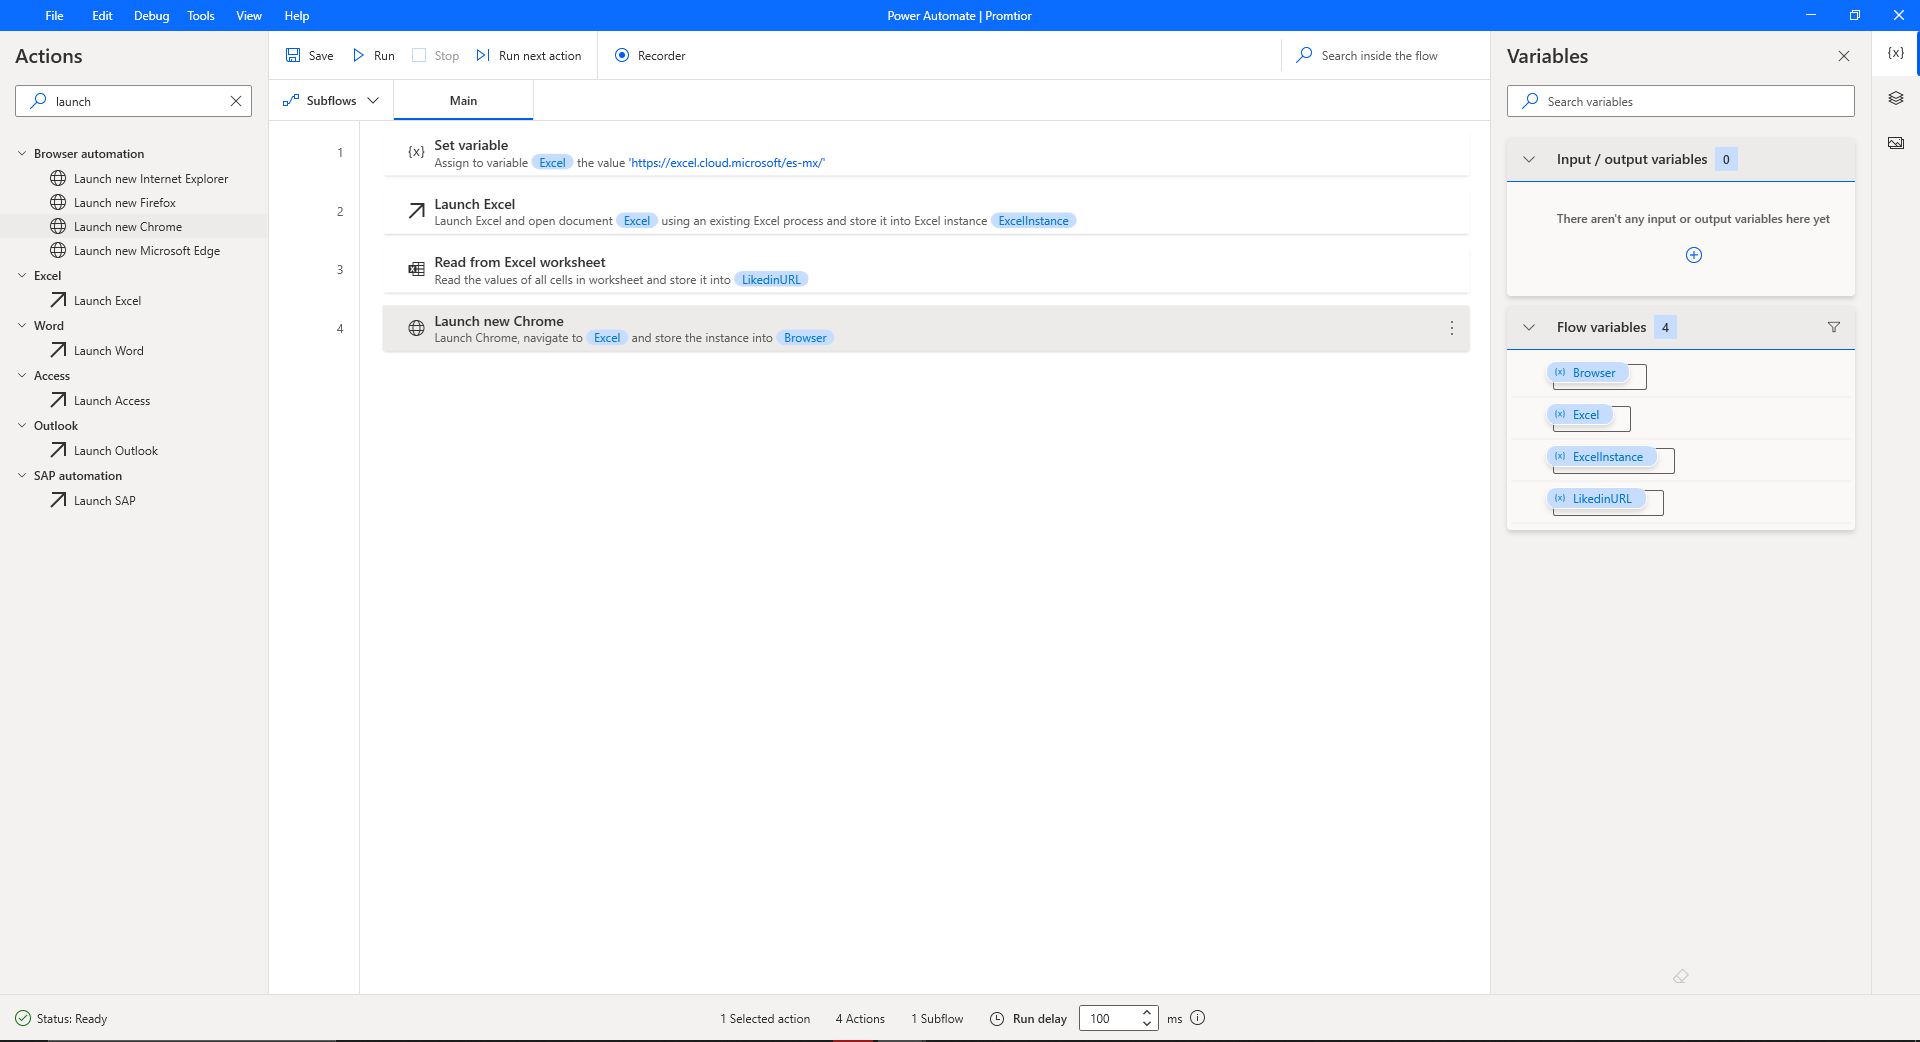 File Edit Debug Tools View Help Power Automate | Promtior
Actions
launch
Browser automation
Launch new Internet Explorer
Launch new Firefox
Launch new Chrome
Launch new Microsoft Edge
Excel
Launch Excel
Word
Launch Word
Access
Launch Access
Outlook
Launch Outlook
SAP automation
Launch SAP
Save Run Stop Run next action Recorder Search inside the flow
Subflows Main
1 {x} Set variable
Assign to variable Excel the value 'https://excel.cloud.microsoft/es-mx/'
2 Launch Excel
Launch Excel and open document Excel using an existing Excel process and store it into Excel instance ExcelInstance
3 Read from Excel worksheet
Read the values of all cells in worksheet and store it into LikedinURL
4 Launch new Chrome
Launch Chrome, navigate to Excel and store the instance into Browser
Variables
{x}
Search variables
Input / output variables 0
There aren't any input or output variables here yet
Flow variables 4
(x) Browser
(x) Excel
(x) ExcelInstance
(x) LikedinURL
Status: Ready 1 Selected action 4 Actions 1 Subflow Run delay 100 ms